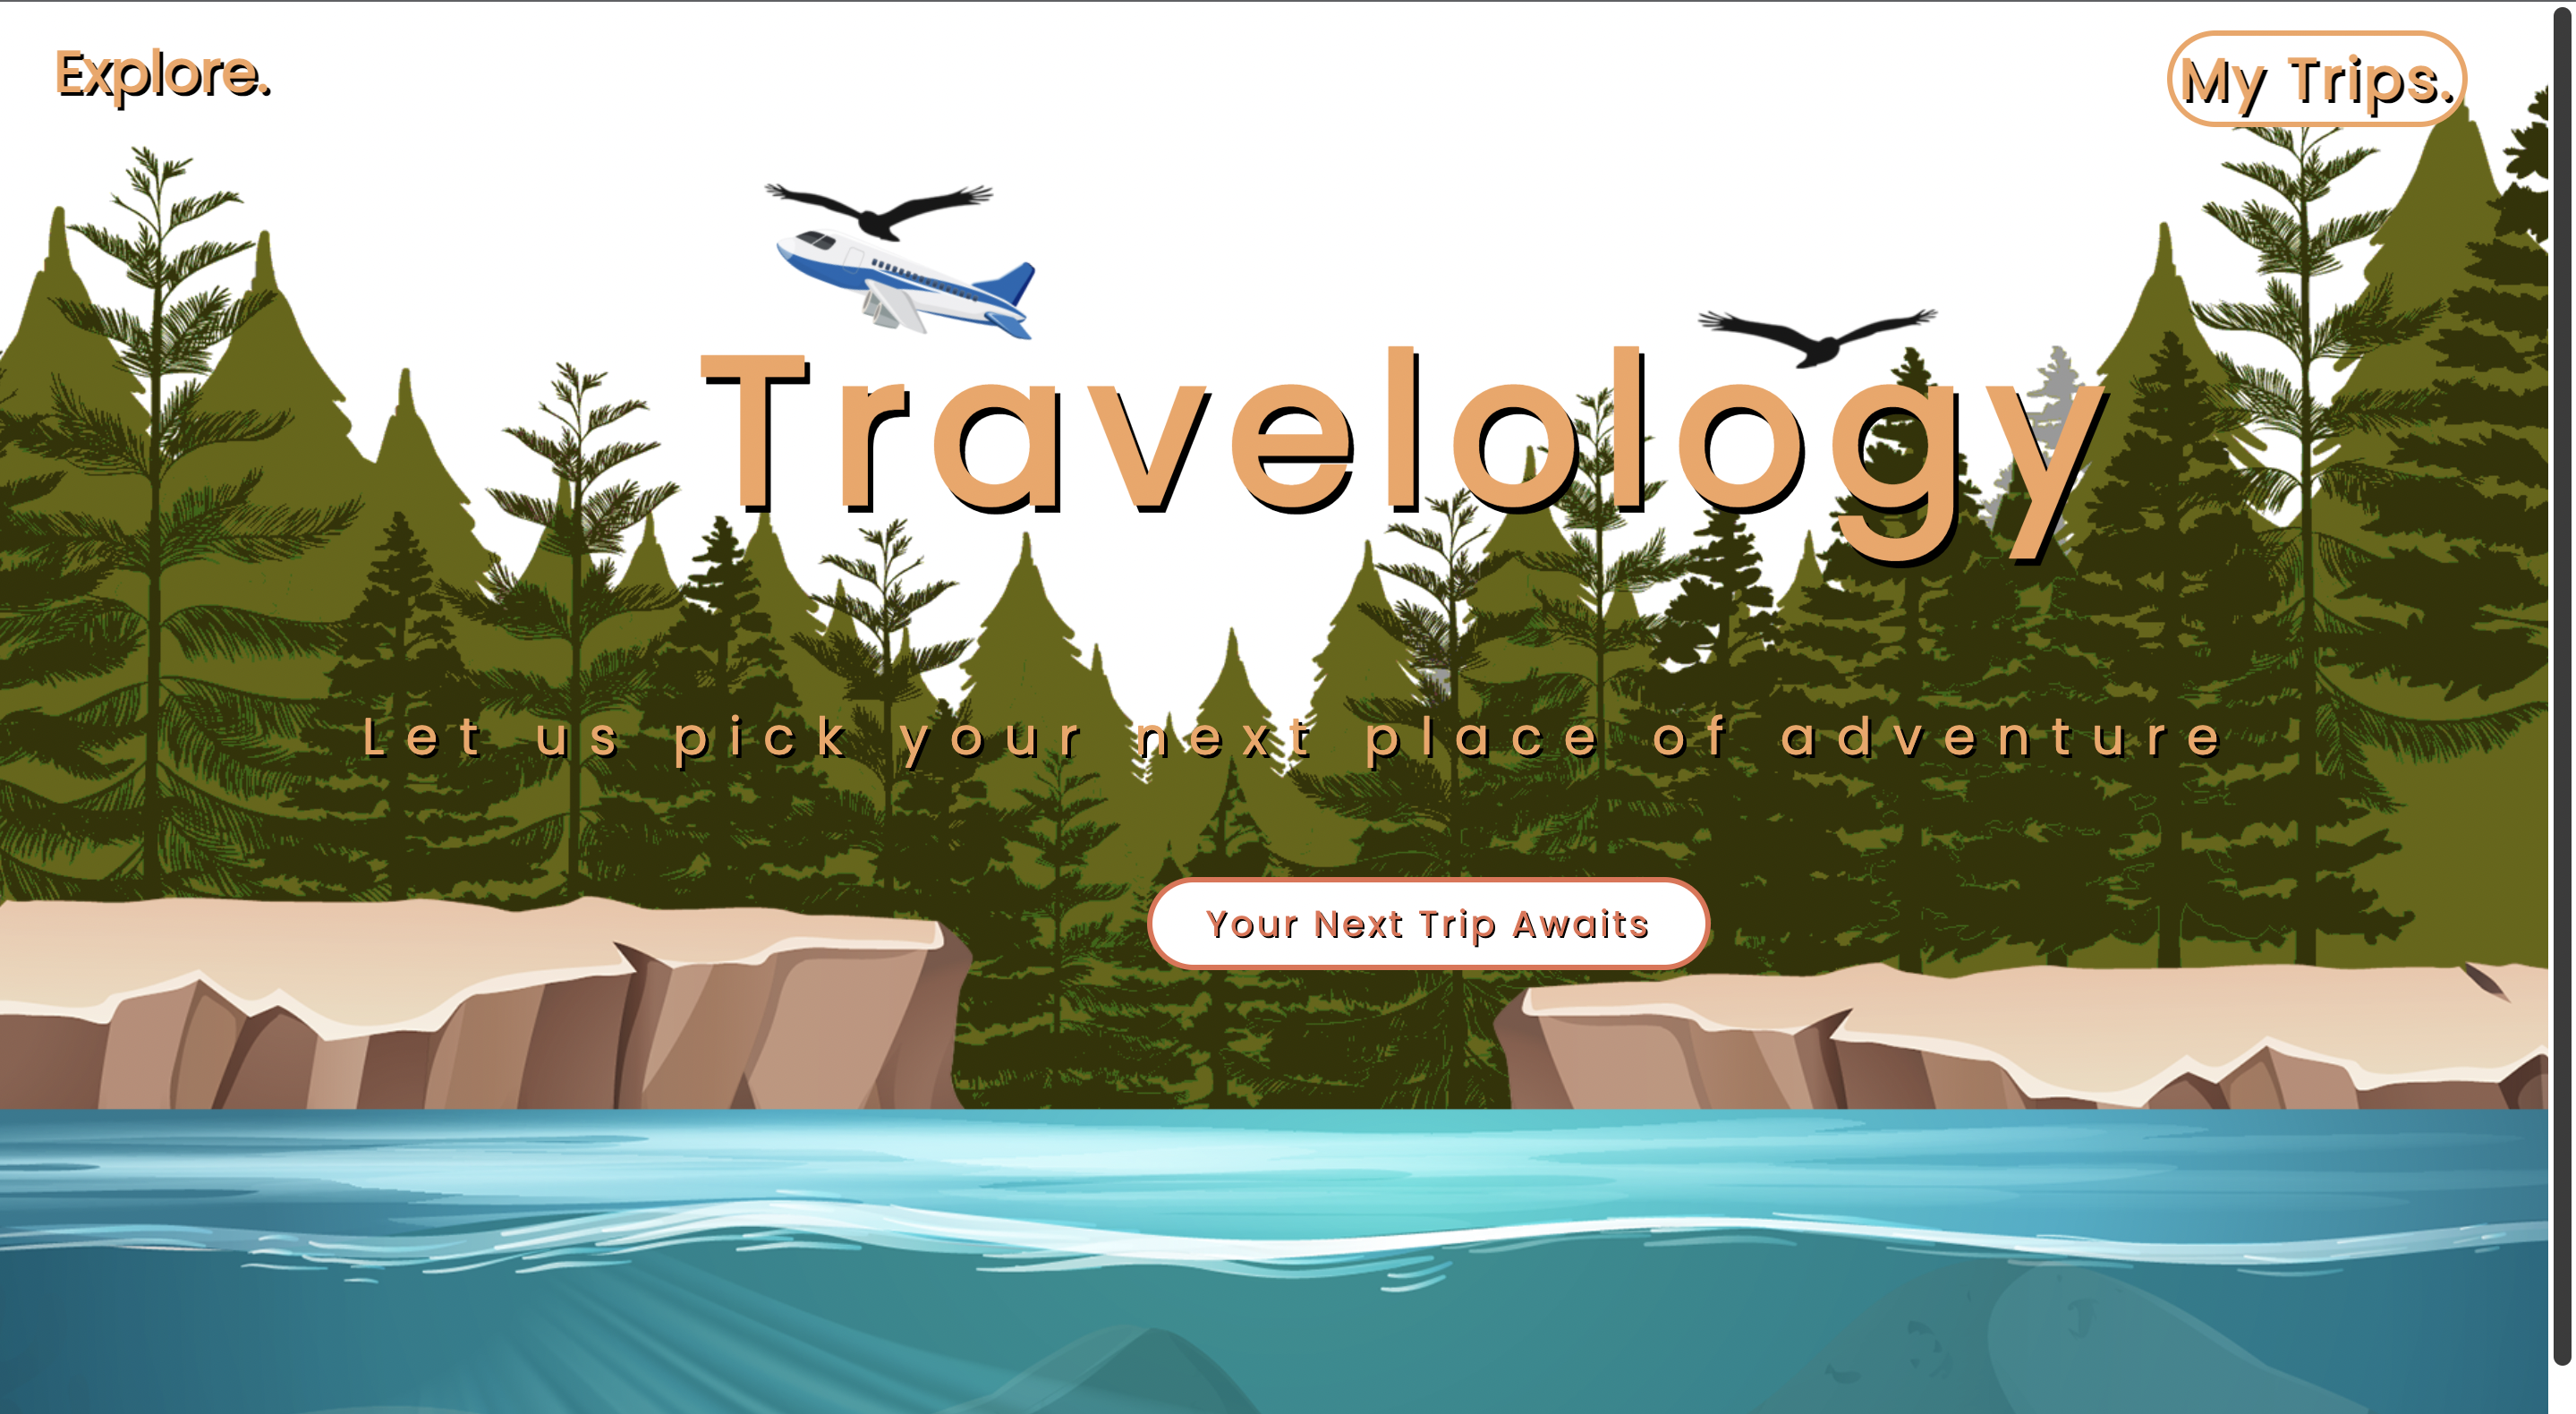 Explore.
My Trips.
Travelology
Let us pick your next place of adventure
Your Next Trip Awaits